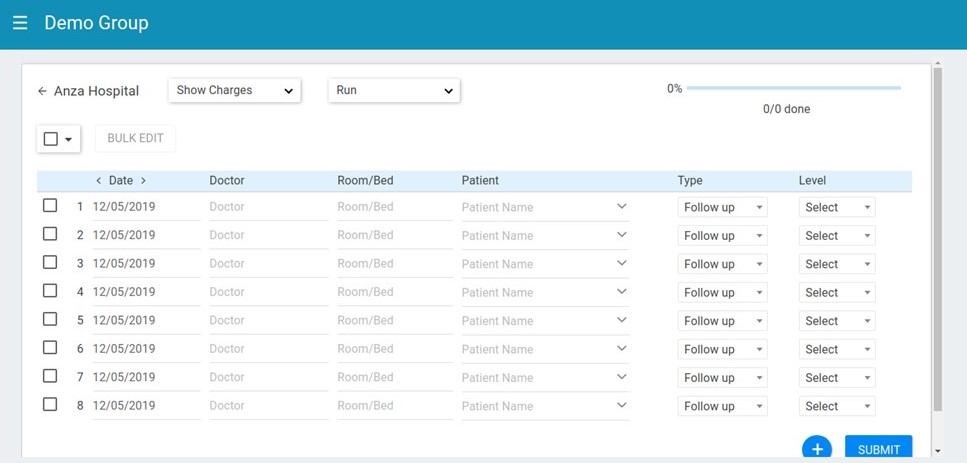 Demo Group
Anza Hospital Show Charges Run 0%
0/0 done
BULK EDIT
< Date > Doctor Room/Bed Patient Type Level
1 12/05/2019 Doctor Room/Bed Patient Name Follow up Select
2 12/05/2019 Doctor Room/Bed Patient Name Follow up Select
3 12/05/2019 Doctor Room/Bed Patient Name Follow up Select
4 12/05/2019 Doctor Room/Bed Patient Name Follow up Select
5 12/05/2019 Doctor Room/Bed Patient Name Follow up Select
6 12/05/2019 Doctor Room/Bed Patient Name Follow up Select
7 12/05/2019 Doctor Room/Bed Patient Name Follow up Select
8 12/05/2019 Doctor Room/Bed Patient Name Follow up Select
+ SUBMIT